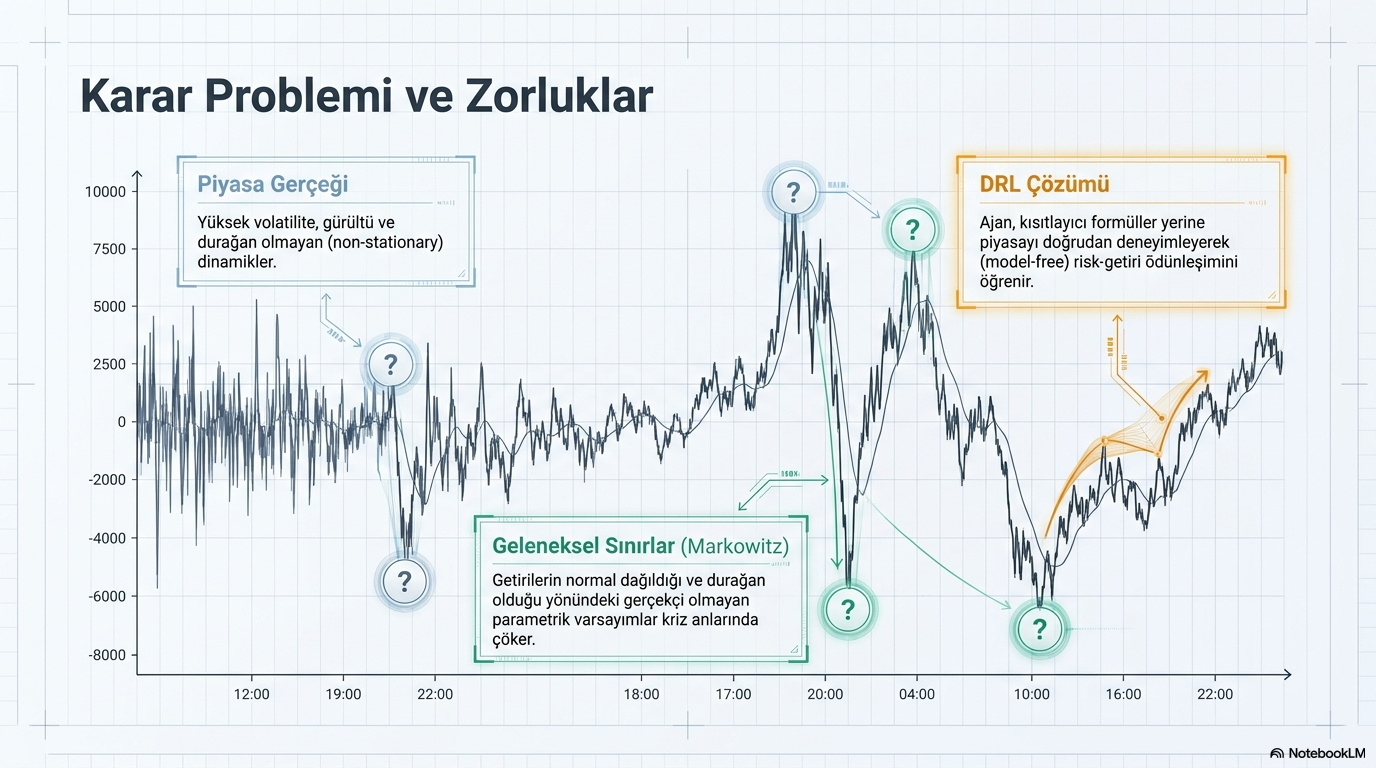 Karar Problemi ve Zorluklar
Piyasa Gerçeği
Yüksek volatilite, gürültü ve
durağan olmayan (non-stationary)
dinamikler.
DRL Çözümü
Ajan, kısıtlayıcı formüller yerine
piyasayı doğrudan deneyimleyerek
(model-free) risk-getiri ödünleşimini
öğrenir.
Geleneksel Sınırlar (Markowitz)
Getirilerin normal dağıldığı ve durağan
olduğu yönündeki gerçekçi olmayan
parametrik varsayımlar kriz anlarında
çöker.
10000
7500
5000
2500
0
-2000
-4000
-6000
-8000
?
?
?
?
?
?
12:00
19:00
22:00
18:00
17:00
20:00
04:00
10:00
16:00
22:00
NotebookLM